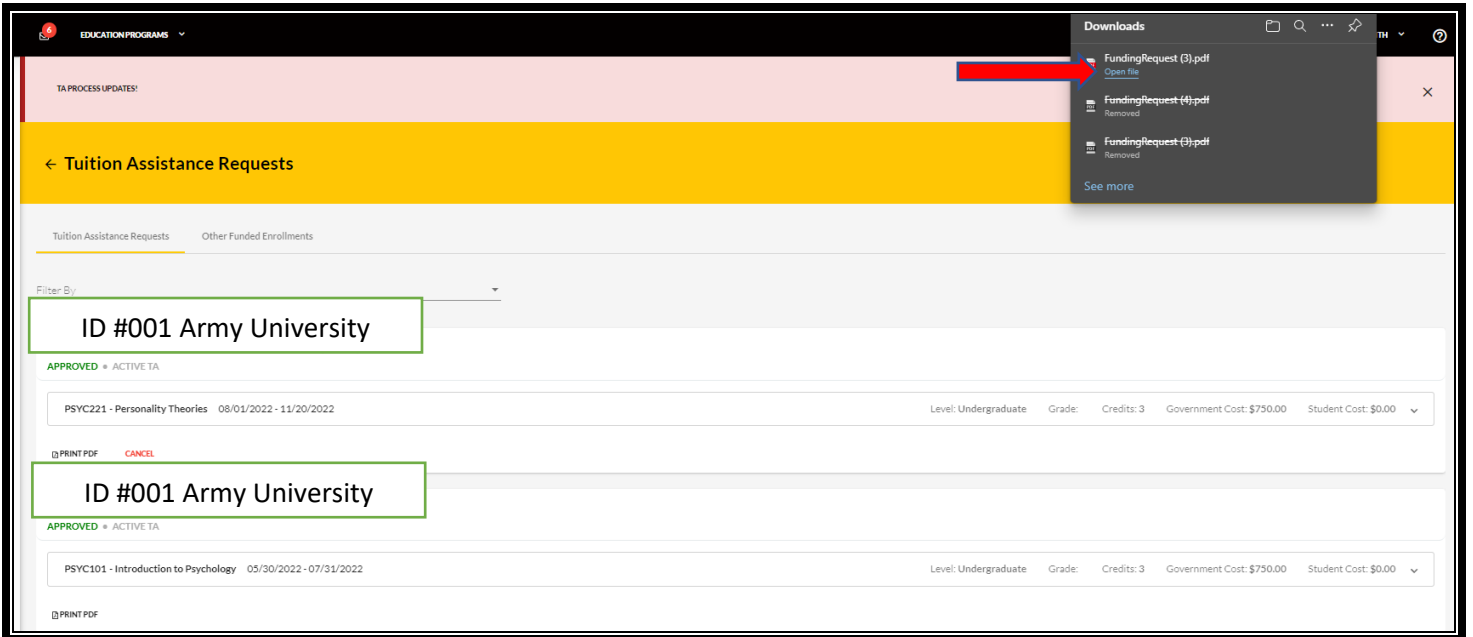 6
EDUCATION PROGRAMS
TH
Downloads
FundingRequest (3).pdf
Open file
FundingRequest (4).pdf
Removed
FundingRequest (3).pdf
Removed
See more
TA PROCESS UPDATES!
← Tuition Assistance Requests
Tuition Assistance Requests Other Funded Enrollments
Filter By
ID #001 Army University
APPROVED • ACTIVE TA
PSYC221 - Personality Theories 08/01/2022 - 11/20/2022 Level: Undergraduate Grade: Credits: 3 Government Cost: $750.00 Student Cost: $0.00
PRINT PDF CANCEL
ID #001 Army University
APPROVED • ACTIVE TA
PSYC101 - Introduction to Psychology 05/30/2022 - 07/31/2022 Level: Undergraduate Grade: Credits: 3 Government Cost: $750.00 Student Cost: $0.00
PRINT PDF